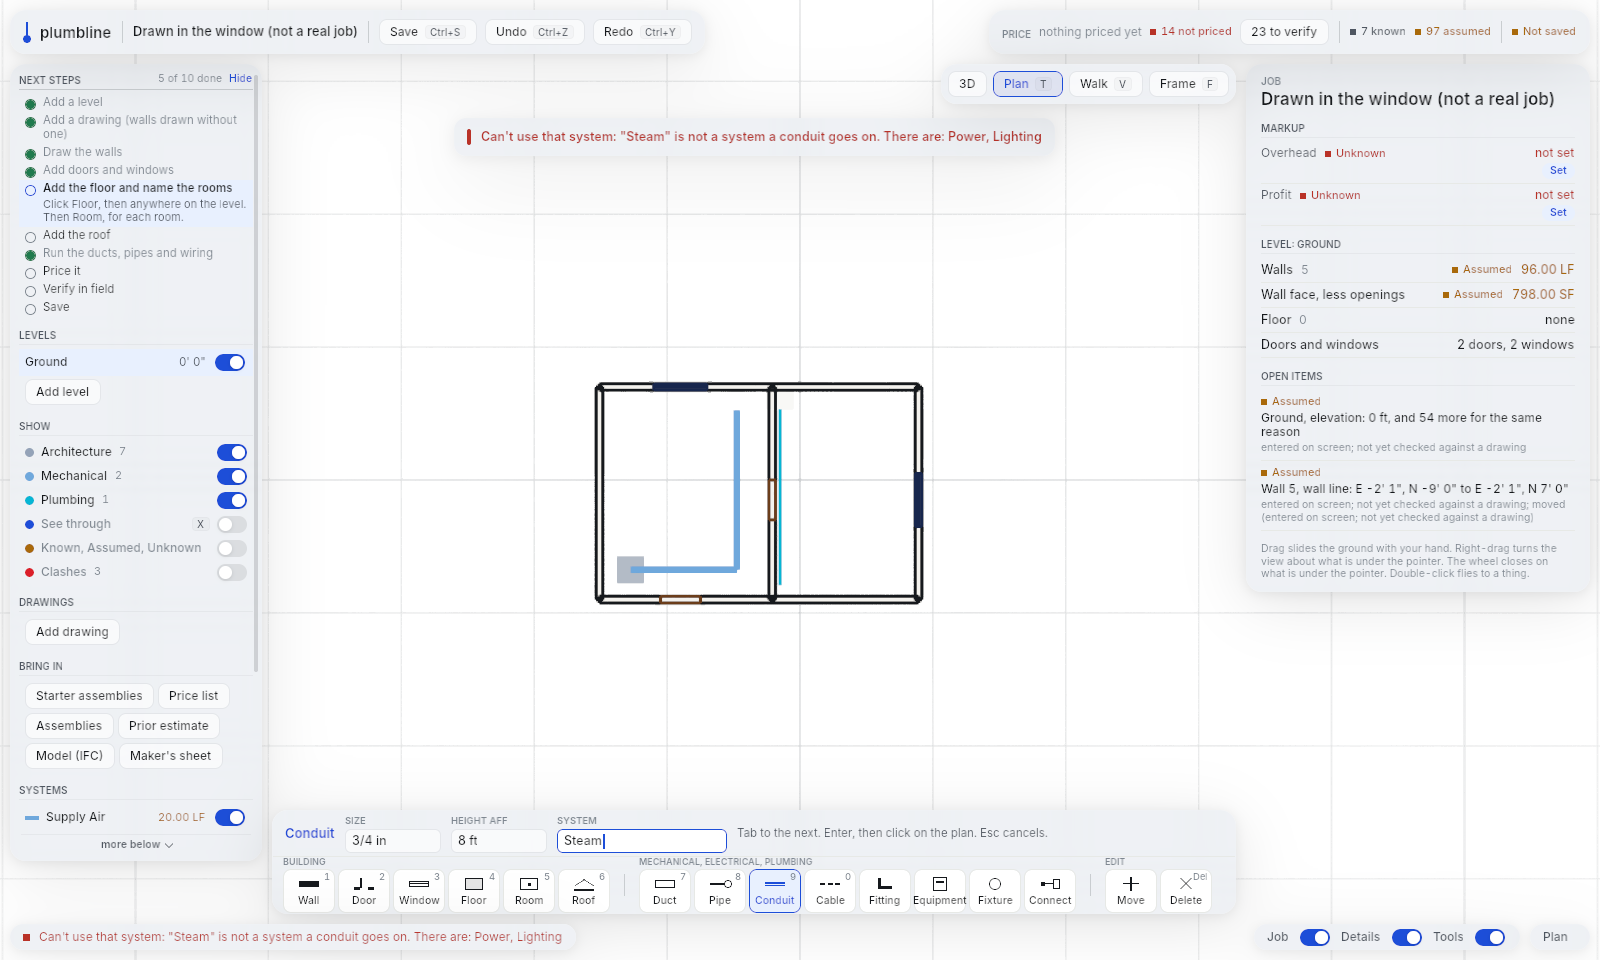 plumbline
Drawn in the window (not a real job)
Save Ctrl+S
Undo Ctrl+Z
Redo Ctrl+Y
PRICE nothing priced yet 14 not priced 23 to verify 7 known 97 assumed Not saved
3D
Plan T
Walk V
Frame F
Can't use that system: "Steam" is not a system a conduit goes on. There are: Power, Lighting
NEXT STEPS 5 of 10 done Hide
Add a level
Add a drawing (walls drawn without
one)
Draw the walls
Add doors and windows
Add the floor and name the rooms
Click Floor, then anywhere on the level.
Then Room, for each room.
Add the roof
Run the ducts, pipes and wiring
Price it
Verify in field
Save
LEVELS
Ground 0' 0"
Add level
SHOW
Architecture 7
Mechanical 2
Plumbing 1
See through X
Known, Assumed, Unknown
Clashes 3
DRAWINGS
Add drawing
BRING IN
Starter assemblies Price list
Assemblies Prior estimate
Model (IFC) Maker's sheet
SYSTEMS
Supply Air 20.00 LF
more below
JOB
Drawn in the window (not a real job)
MARKUP
Overhead Unknown not set
Set
Profit Unknown not set
Set
LEVEL: GROUND
Walls 5 Assumed 96.00 LF
Wall face, less openings Assumed 798.00 SF
Floor 0 none
Doors and windows 2 doors, 2 windows
OPEN ITEMS
Assumed
Ground, elevation: 0 ft, and 54 more for the same
reason
entered on screen; not yet checked against a drawing
Assumed
Wall 5, wall line: E -2' 1", N -9' 0" to E -2' 1", N 7' 0"
entered on screen; not yet checked against a drawing; moved
(entered on screen; not yet checked against a drawing)
Drag slides the ground with your hand. Right-drag turns the
view about what is under the pointer. The wheel closes on
what is under the pointer. Double-click flies to a thing.
Conduit
SIZE HEIGHT AFF SYSTEM
3/4 in 8 ft Steam
Tab to the next. Enter, then click on the plan. Esc cancels.
BUILDING MECHANICAL, ELECTRICAL, PLUMBING EDIT
1 2 3 4 5 6 7 8 9 0 Del
Wall Door Window Floor Room Roof Duct Pipe Conduit Cable Fitting Equipment Fixture Connect Move Delete
Can't use that system: "Steam" is not a system a conduit goes on. There are: Power, Lighting
Job Details Tools Plan